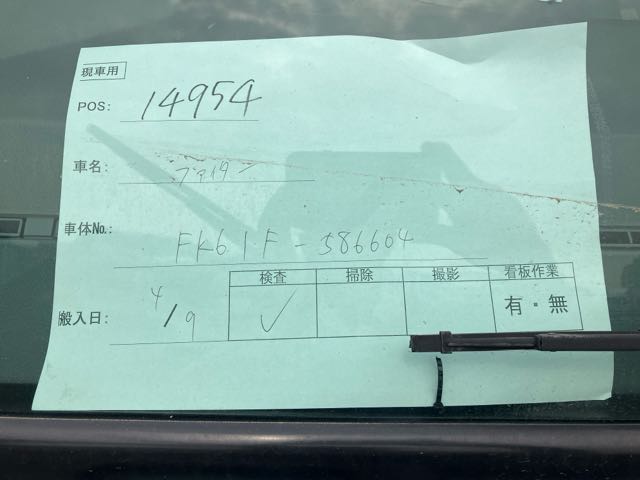 現車用
POS: 14954
車名 ファイター
車体No.: FK61F-586604
搬入日: 4/9
検査 掃除 撮影 看板作業
✓ 有・無